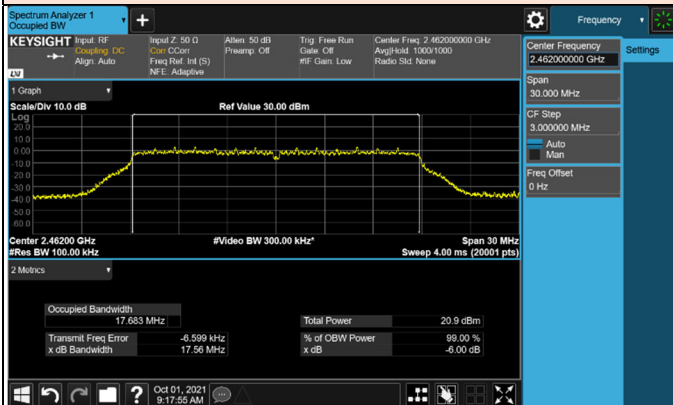 Spectrum Analyzer 1
Occupied BW
+
Frequency
KEYSIGHT
Input: RF
Coupling: DC
Align: Auto
Input Z: 50 Ω
Corr CCorr
Freq Ref: Int (S)
NFE: Adaptive
Atten: 50 dB
Preamp: Off
Trig: Free Run
Gate: Off
#IF Gain: Low
Center Freq: 2.462000000 GHz
Avg|Hold: 1000/1000
Radio Std: None
LXI
Center Frequency
2.462000000 GHz
Settings
Span
30.000 MHz
CF Step
3.000000 MHz
Auto
Man
Freq Offset
0 Hz
1 Graph
Scale/Div 10.0 dB
Ref Value 30.00 dBm
Log
20.0
10.0
0.00
-10.0
-20.0
-30.0
-40.0
-50.0
-60.0
Center 2.46200 GHz
#Video BW 300.00 kHz*
Span 30 MHz
#Res BW 100.00 kHz
Sweep 4.00 ms (20001 pts)
2 Metrics
Occupied Bandwidth
17.683 MHz
Total Power
20.9 dBm
Transmit Freq Error
-6.599 kHz
% of OBW Power
99.00 %
x dB Bandwidth
17.56 MHz
x dB
-6.00 dB
?
Oct 01, 2021
9:17:55 AM